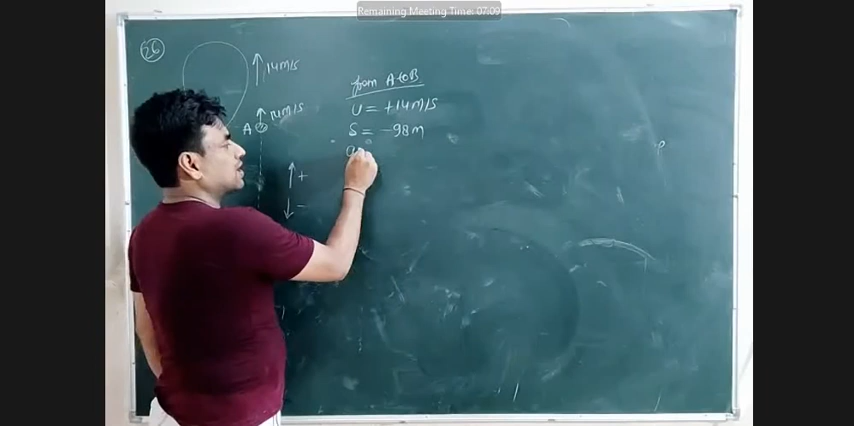 Remaining Meeting Time: 07:09
26
14m/s
14m/s
A
+
−
from A to B
U = +14m/s
S = −98m
a